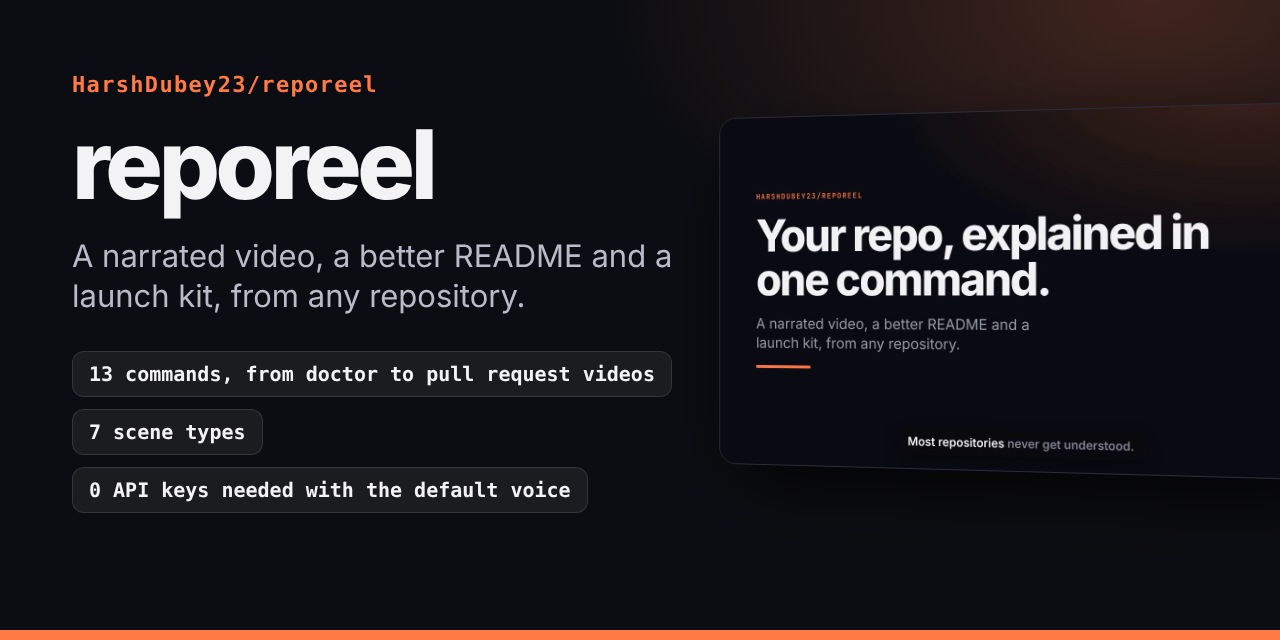 HarshDubey23/reporeel
reporeel
A narrated video, a better README and a
launch kit, from any repository.
13 commands, from doctor to pull request videos
7 scene types
0 API keys needed with the default voice
HARSHDUBEY23/REPOREEL
Your repo, explained in
one command.
A narrated video, a better README and a
launch kit, from any repository.
Most repositories never get understood.